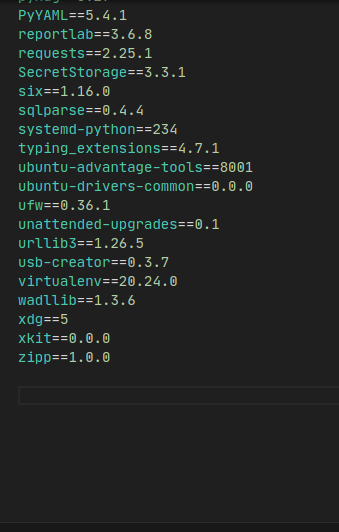 PyYAML==5.4.1
reportlab==3.6.8
requests==2.25.1
SecretStorage==3.3.1
six==1.16.0
sqlparse==0.4.4
systemd-python==234
typing_extensions==4.7.1
ubuntu-advantage-tools==8001
ubuntu-drivers-common==0.0.0
ufw==0.36.1
unattended-upgrades==0.1
urllib3==1.26.5
usb-creator==0.3.7
virtualenv==20.24.0
wadllib==1.3.6
xdg==5
xkit==0.0.0
zipp==1.0.0